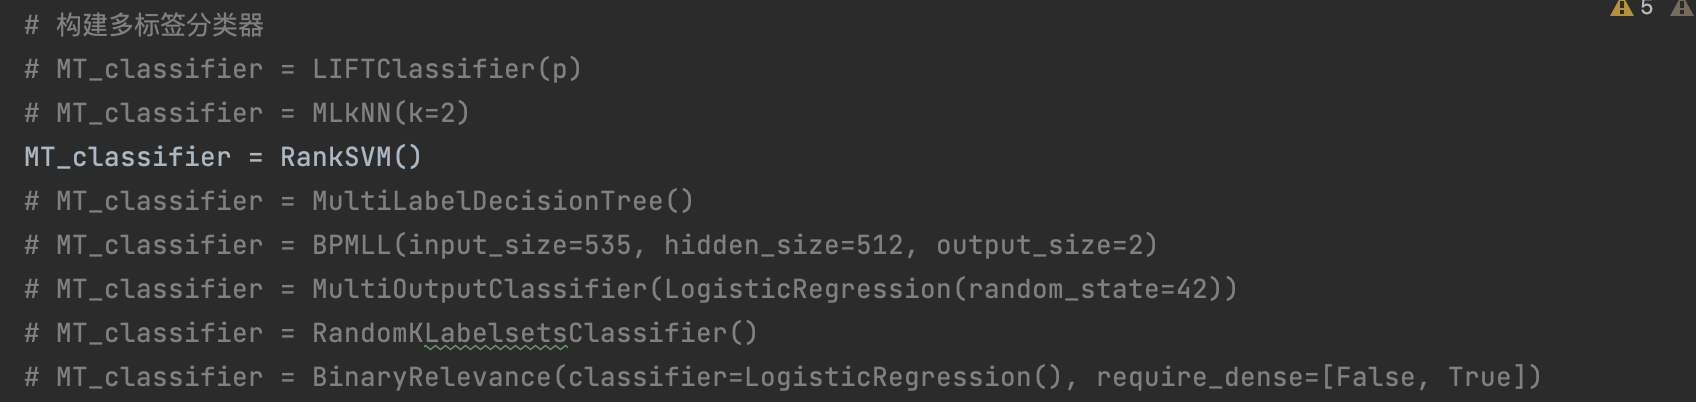 5
# 构建多标签分类器
# MT_classifier = LIFTClassifier(p)
# MT_classifier = MLkNN(k=2)
MT_classifier = RankSVM()
# MT_classifier = MultiLabelDecisionTree()
# MT_classifier = BPMLL(input_size=535, hidden_size=512, output_size=2)
# MT_classifier = MultiOutputClassifier(LogisticRegression(random_state=42))
# MT_classifier = RandomKLabelsetsClassifier()
# MT_classifier = BinaryRelevance(classifier=LogisticRegression(), require_dense=[False, True])